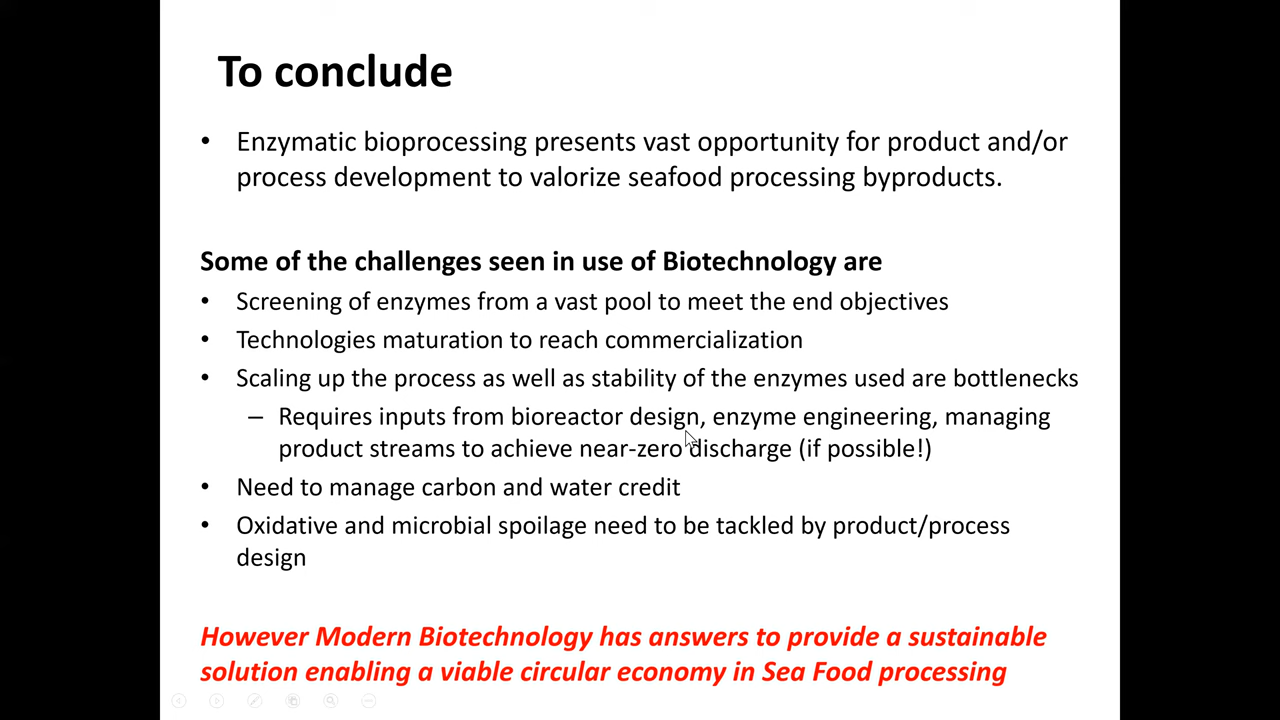 To conclude
• Enzymatic bioprocessing presents vast opportunity for product and/or
process development to valorize seafood processing byproducts.
Some of the challenges seen in use of Biotechnology are
• Screening of enzymes from a vast pool to meet the end objectives
• Technologies maturation to reach commercialization
• Scaling up the process as well as stability of the enzymes used are bottlenecks
– Requires inputs from bioreactor design, enzyme engineering, managing
product streams to achieve near-zero discharge (if possible!)
• Need to manage carbon and water credit
• Oxidative and microbial spoilage need to be tackled by product/process
design
However Modern Biotechnology has answers to provide a sustainable
solution enabling a viable circular economy in Sea Food processing